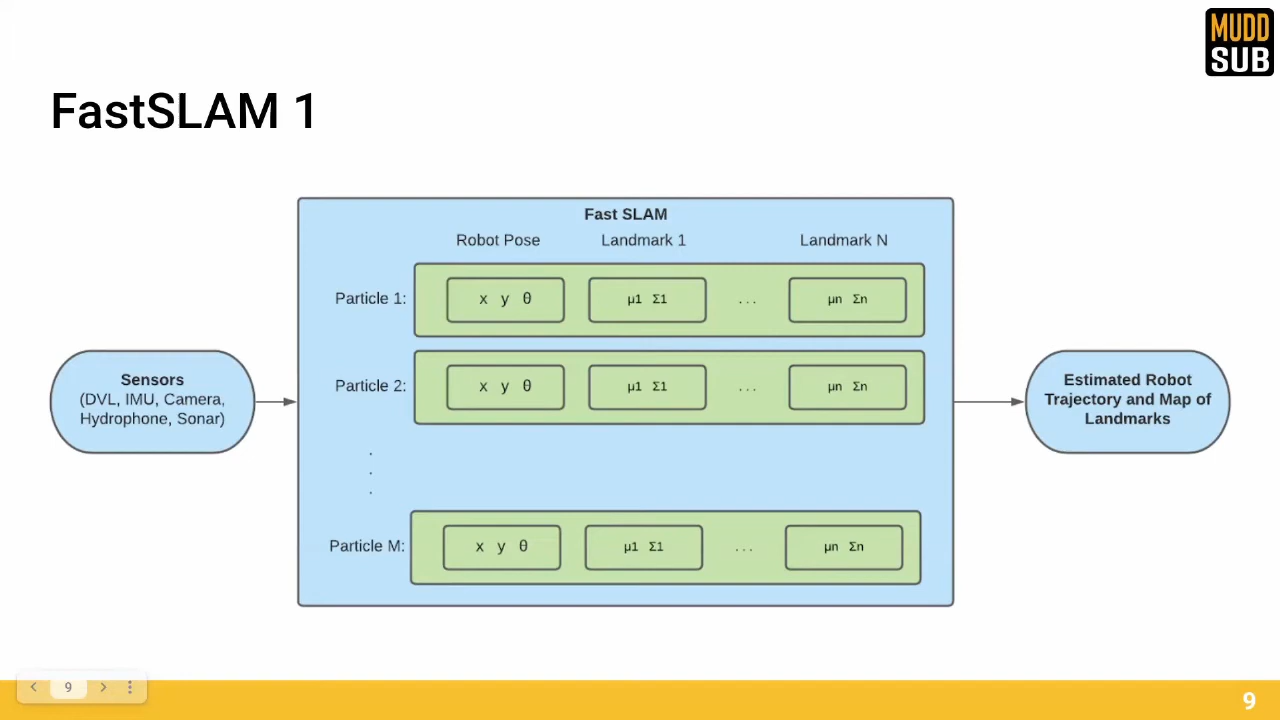 MUDD
SUB
FastSLAM 1
Fast SLAM
Robot Pose Landmark 1 Landmark N
Particle 1: x y θ μ1 Σ1 ... μn Σn
Particle 2: x y θ μ1 Σ1 ... μn Σn
.
.
.
Particle M: x y θ μ1 Σ1 ... μn Σn
Sensors
(DVL, IMU, Camera,
Hydrophone, Sonar)
Estimated Robot
Trajectory and Map of
Landmarks
9
9